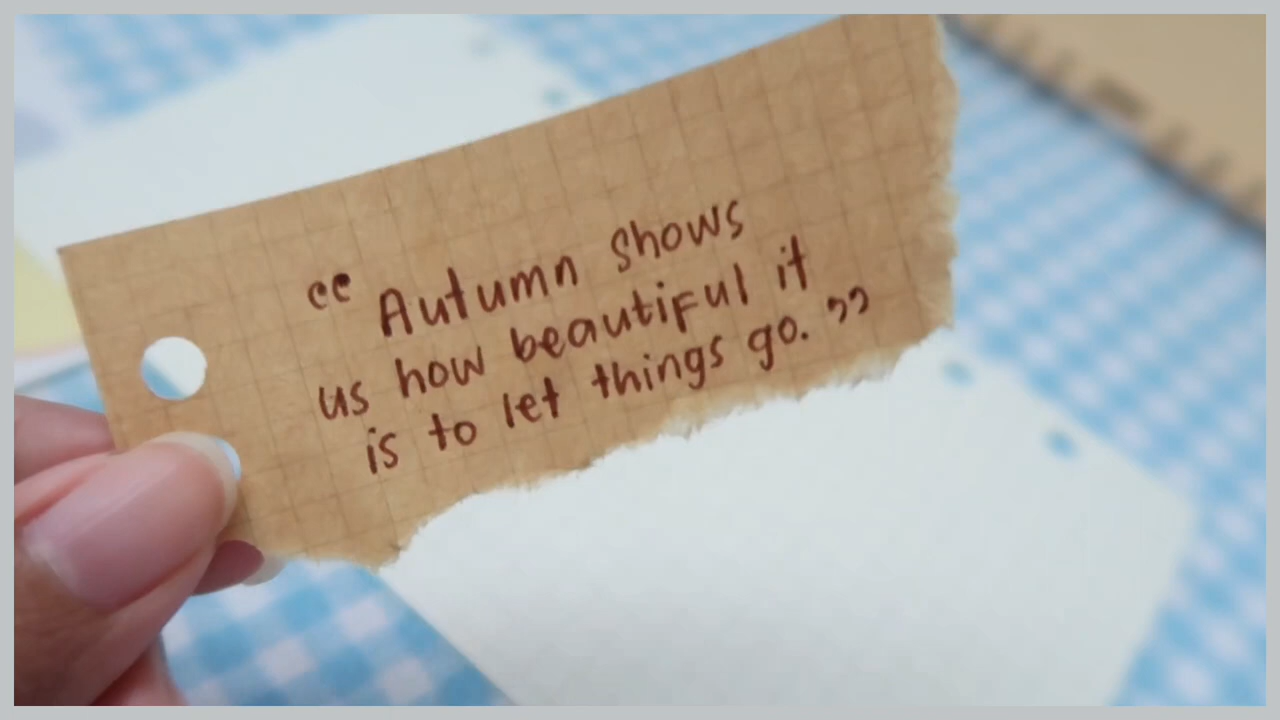 “ Autumn shows
us how beautiful it
is to let things go. ”